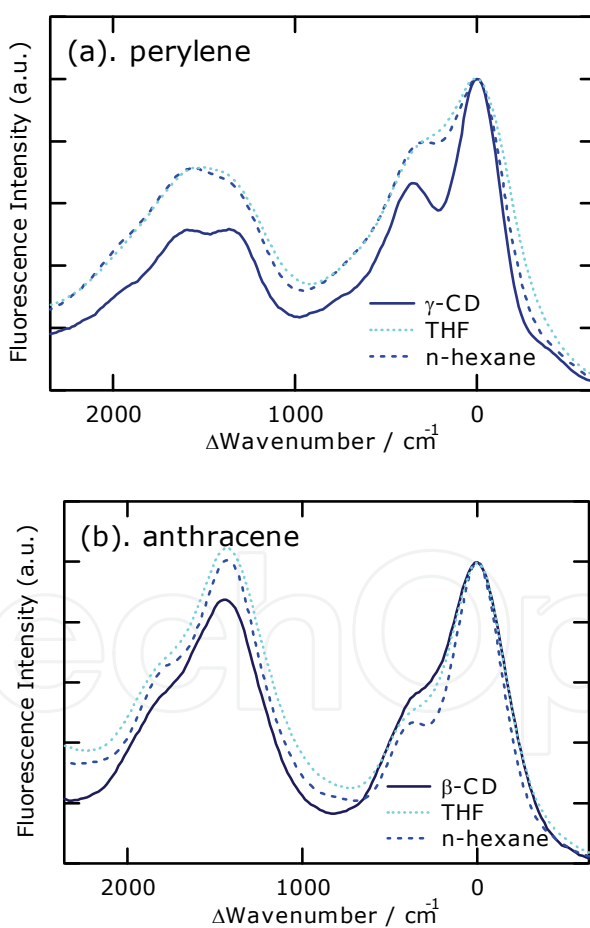 (a). perylene
Fluorescence Intensity (a.u.)
γ-CD
THF
n-hexane
2000 1000 0
ΔWavenumber / cm-1
(b). anthracene
Fluorescence Intensity (a.u.)
β-CD
THF
n-hexane
2000 1000 0
ΔWavenumber / cm-1
echOp